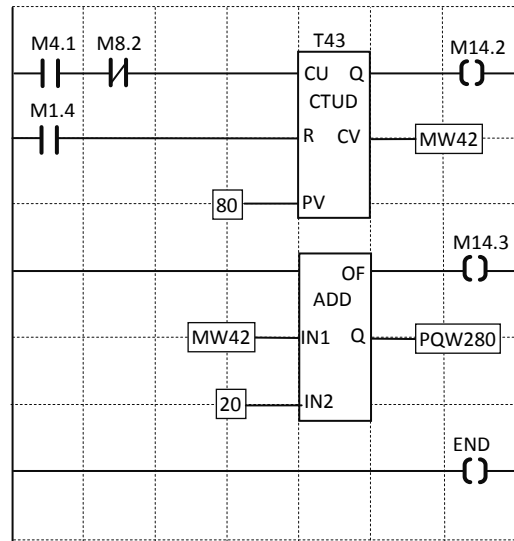 M4.1 M8.2 T43 M14.2
CU Q
CTUD
M1.4
R CV MW42
80 PV
M14.3
OF
ADD
MW42 IN1 Q PQW280
20 IN2
END